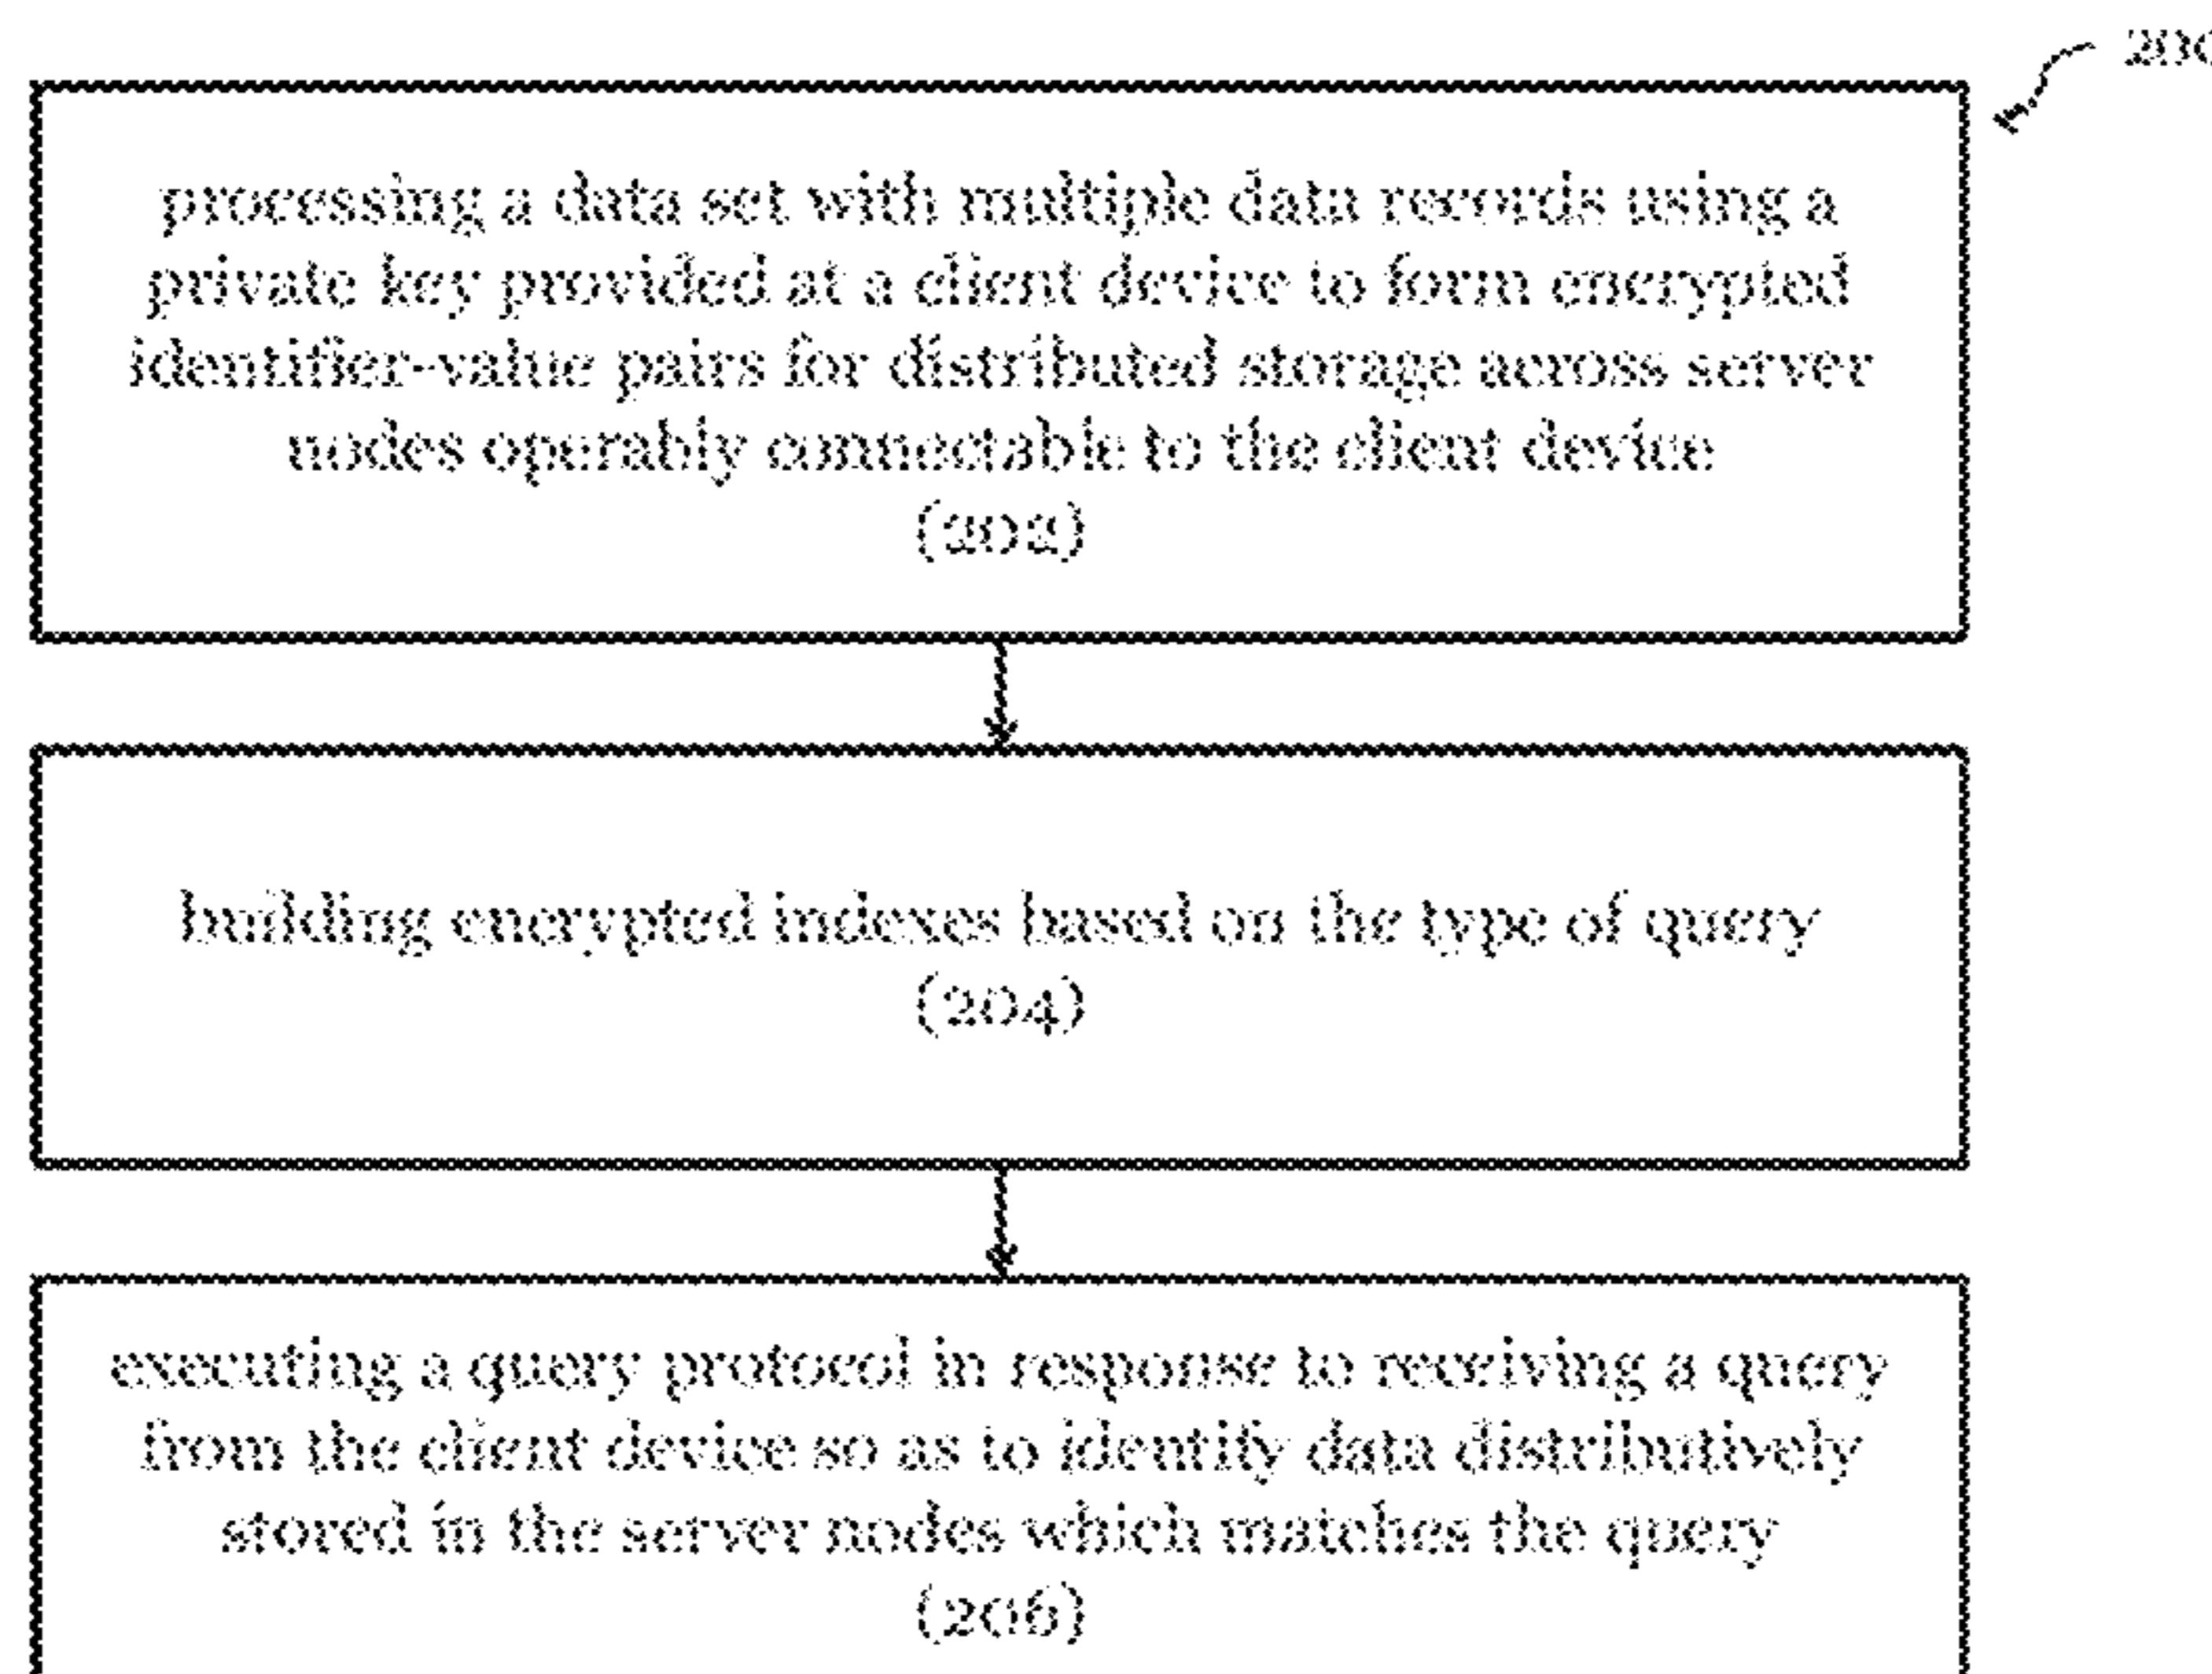 200
processing a data set with multiple data records using a
private key provided at a client device to form encrypted
identifier-value pairs for distributed storage across server
nodes operably connectable to the client device
(202)
building encrypted indexes based on the type of query
(204)
executing a query protocol in response to receiving a query
from the client device so as to identify data distributively
stored in the server nodes which matches the query
(206)